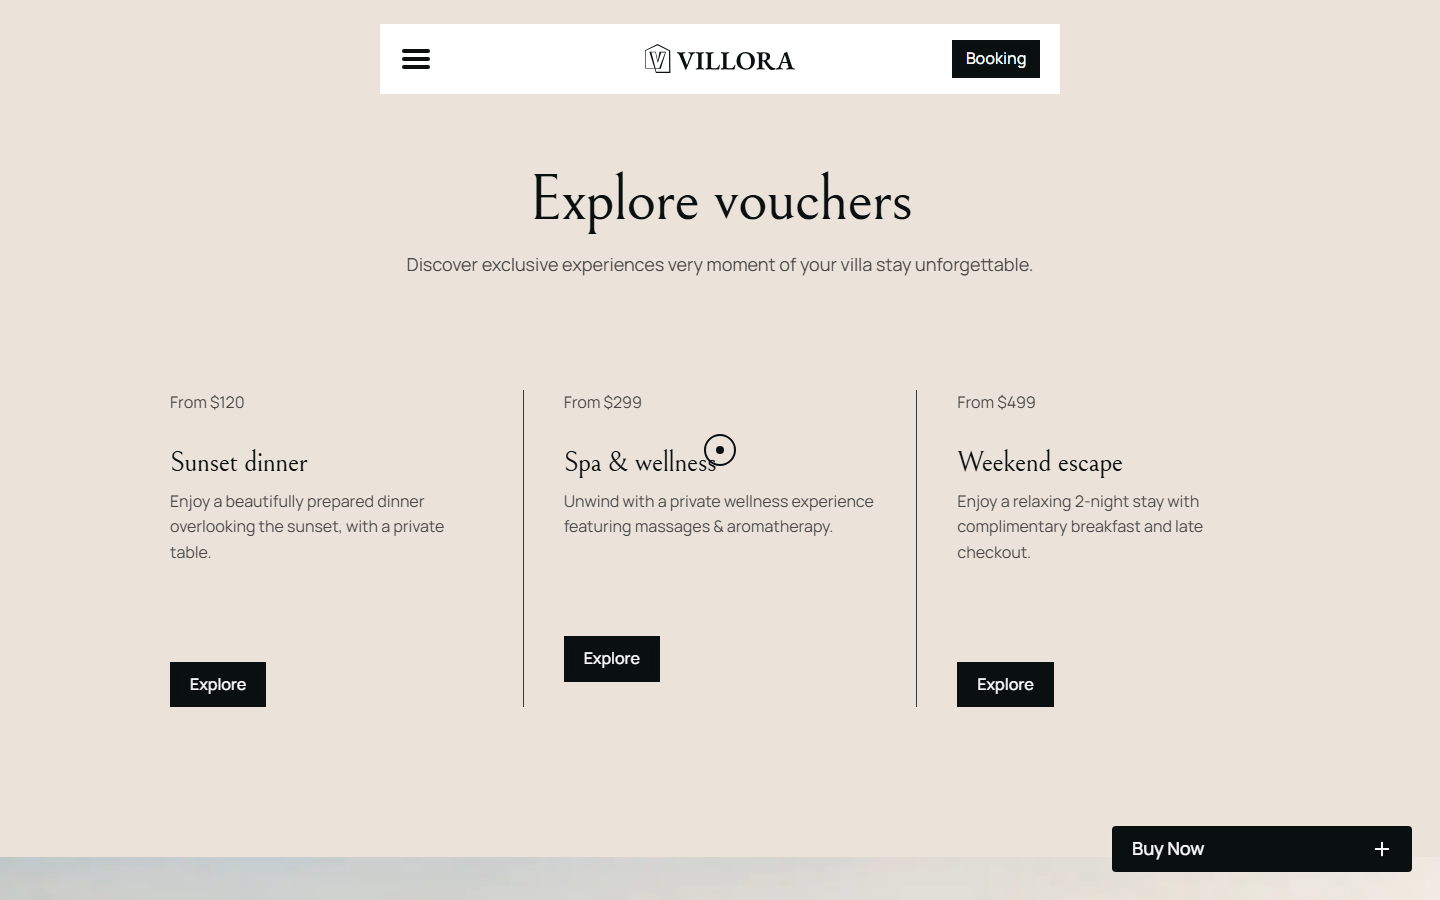 VILLORA
Booking
Explore vouchers
Discover exclusive experiences very moment of your villa stay unforgettable.
From $120
Sunset dinner
Enjoy a beautifully prepared dinner
overlooking the sunset, with a private
table.
Explore
From $299
Spa & wellness
Unwind with a private wellness experience
featuring massages & aromatherapy.
Explore
From $499
Weekend escape
Enjoy a relaxing 2-night stay with
complimentary breakfast and late
checkout.
Explore
Buy Now